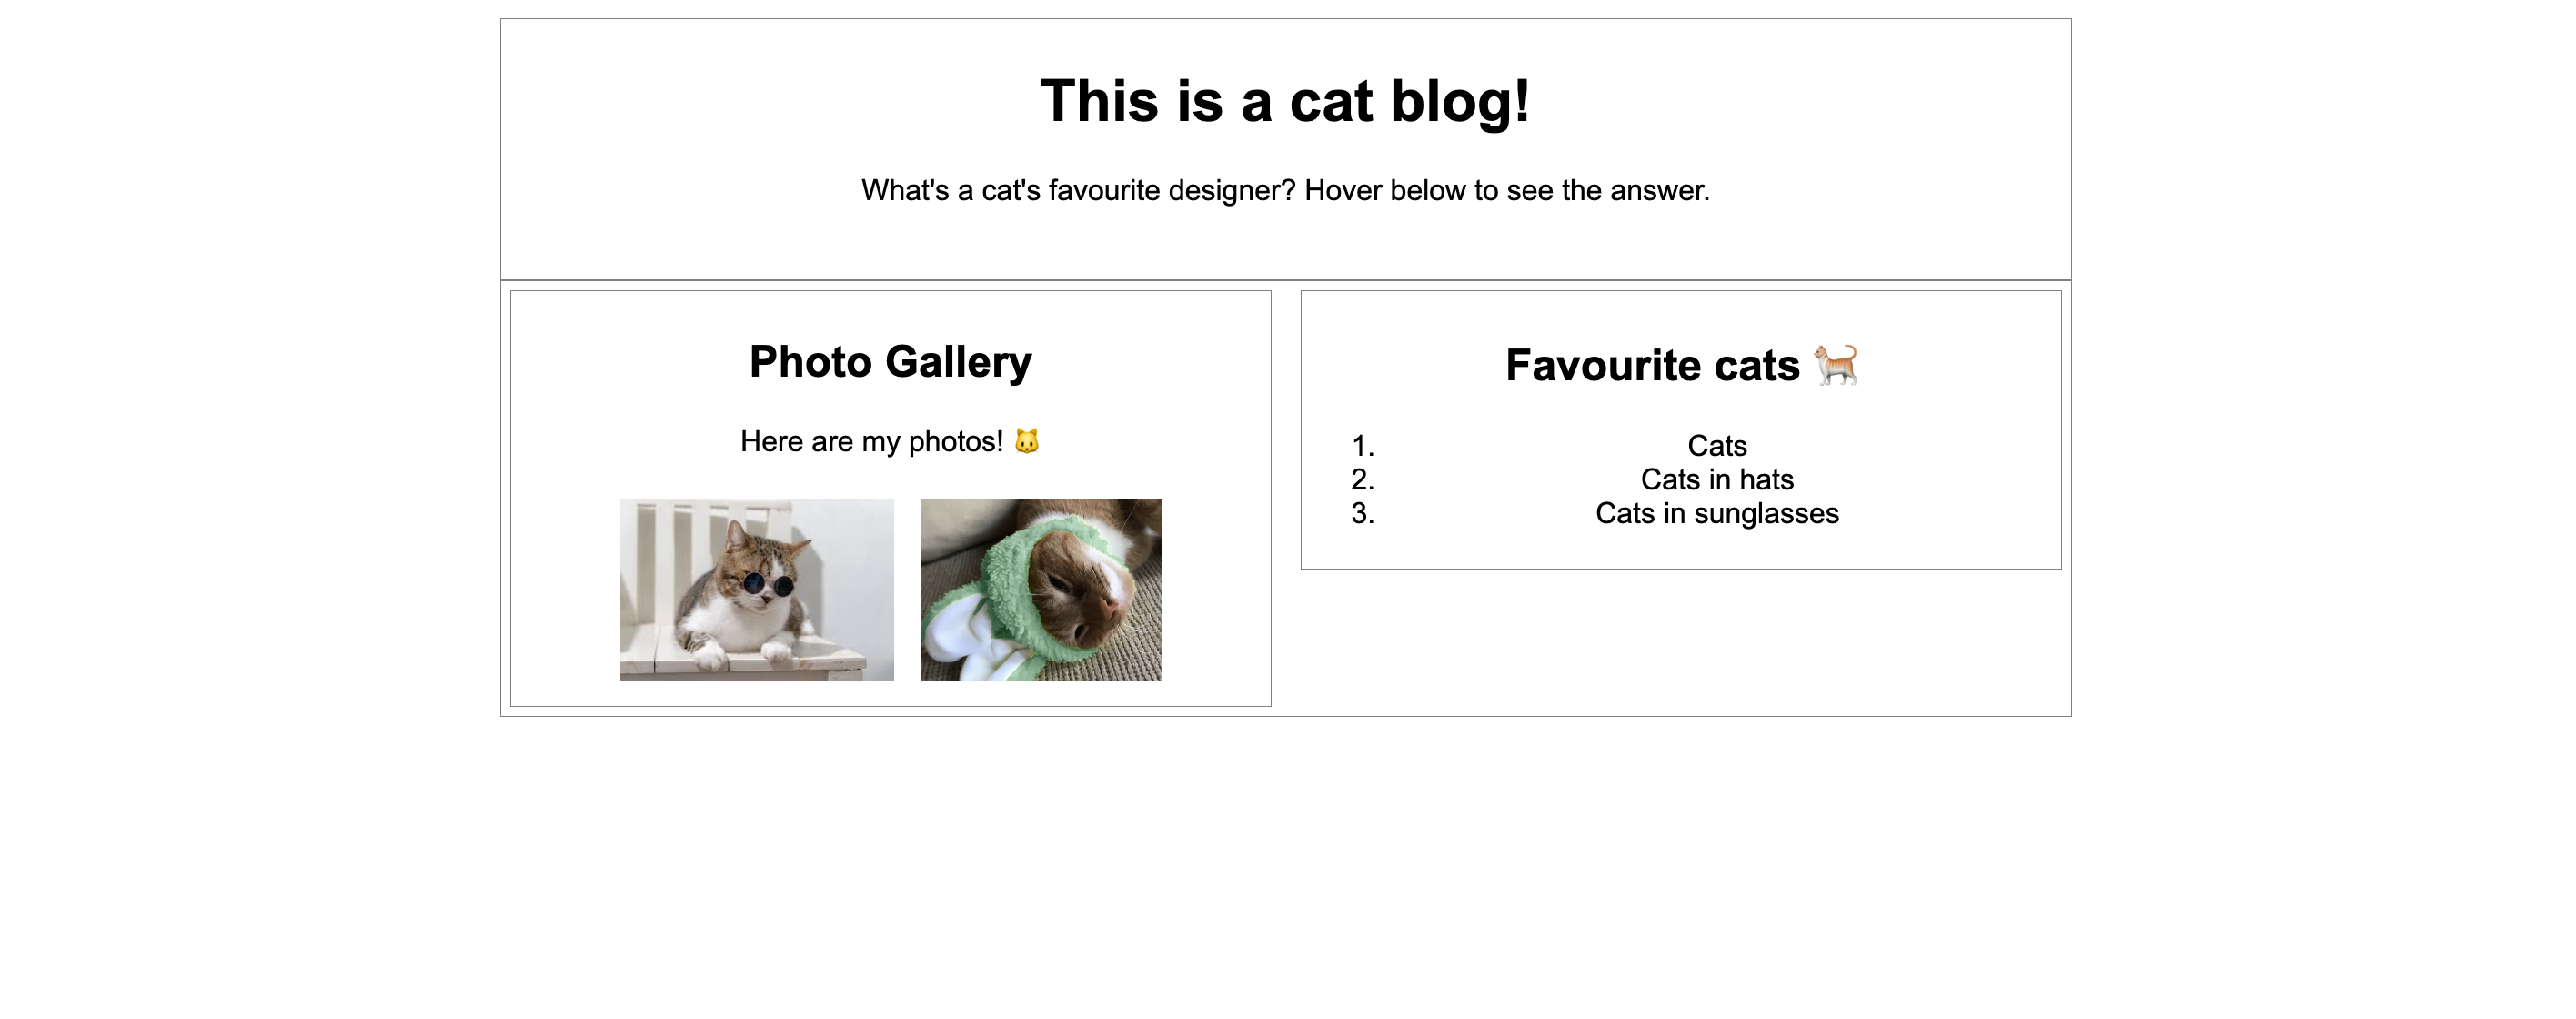 This is a cat blog!
What's a cat's favourite designer? Hover below to see the answer.
Photo Gallery
Here are my photos! 🐱
Favourite cats 🐈
1. Cats
2. Cats in hats
3. Cats in sunglasses